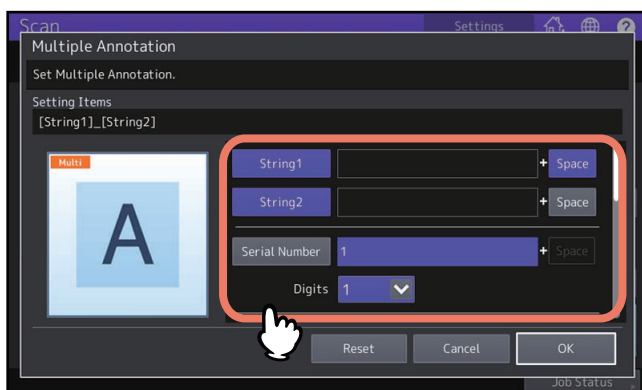 Scan Settings
Multiple Annotation
Set Multiple Annotation.
Setting Items
[String1]_[String2]
Multi
A
String1 + Space
String2 + Space
Serial Number 1 + Space
Digits 1
Reset Cancel OK
Job Status